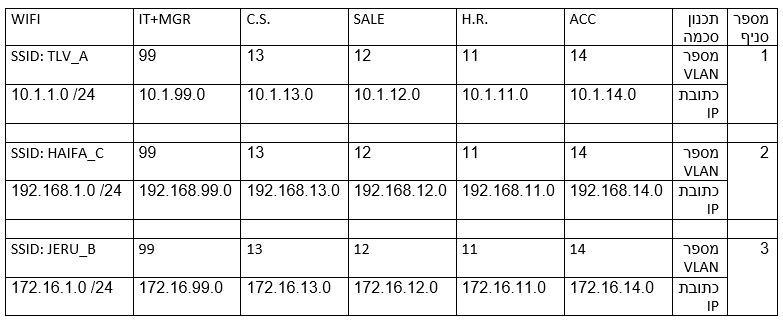 מספר סניף | תכנון סכמה | ACC | H.R. | SALE | C.S. | IT+MGR | WIFI
1 | מספר VLAN | 14 | 11 | 12 | 13 | 99 | SSID: TLV_A
כתובת IP | 10.1.14.0 | 10.1.11.0 | 10.1.12.0 | 10.1.13.0 | 10.1.99.0 | 10.1.1.0 /24
2 | מספר VLAN | 14 | 11 | 12 | 13 | 99 | SSID: HAIFA_C
כתובת IP | 192.168.14.0 | 192.168.11.0 | 192.168.12.0 | 192.168.13.0 | 192.168.99.0 | 192.168.1.0 /24
3 | מספר VLAN | 14 | 11 | 12 | 13 | 99 | SSID: JERU_B
כתובת IP | 172.16.14.0 | 172.16.11.0 | 172.16.12.0 | 172.16.13.0 | 172.16.99.0 | 172.16.1.0 /24